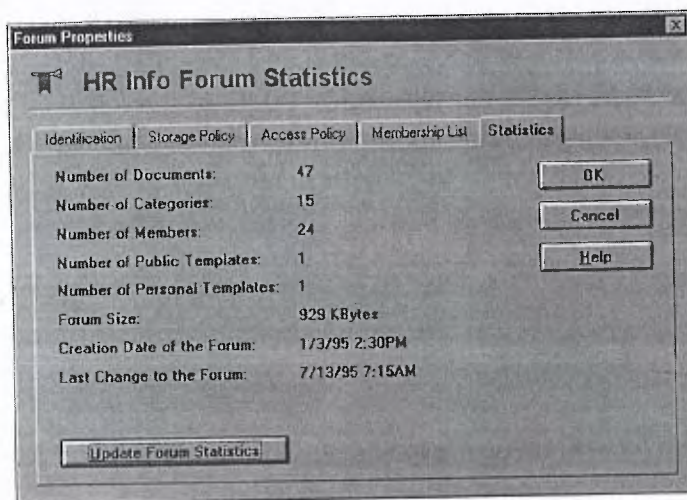 Forum Properties
HR Info Forum Statistics
Identification Storage Policy Access Policy Membership List Statistics
Number of Documents: 47
Number of Categories: 15
Number of Members: 24
Number of Public Templates: 1
Number of Personal Templates: 1
Forum Size: 929 KBytes
Creation Date of the Forum: 1/3/95 2:30PM
Last Change to the Forum: 7/13/95 7:15AM
OK
Cancel
Help
Update Forum Statistics